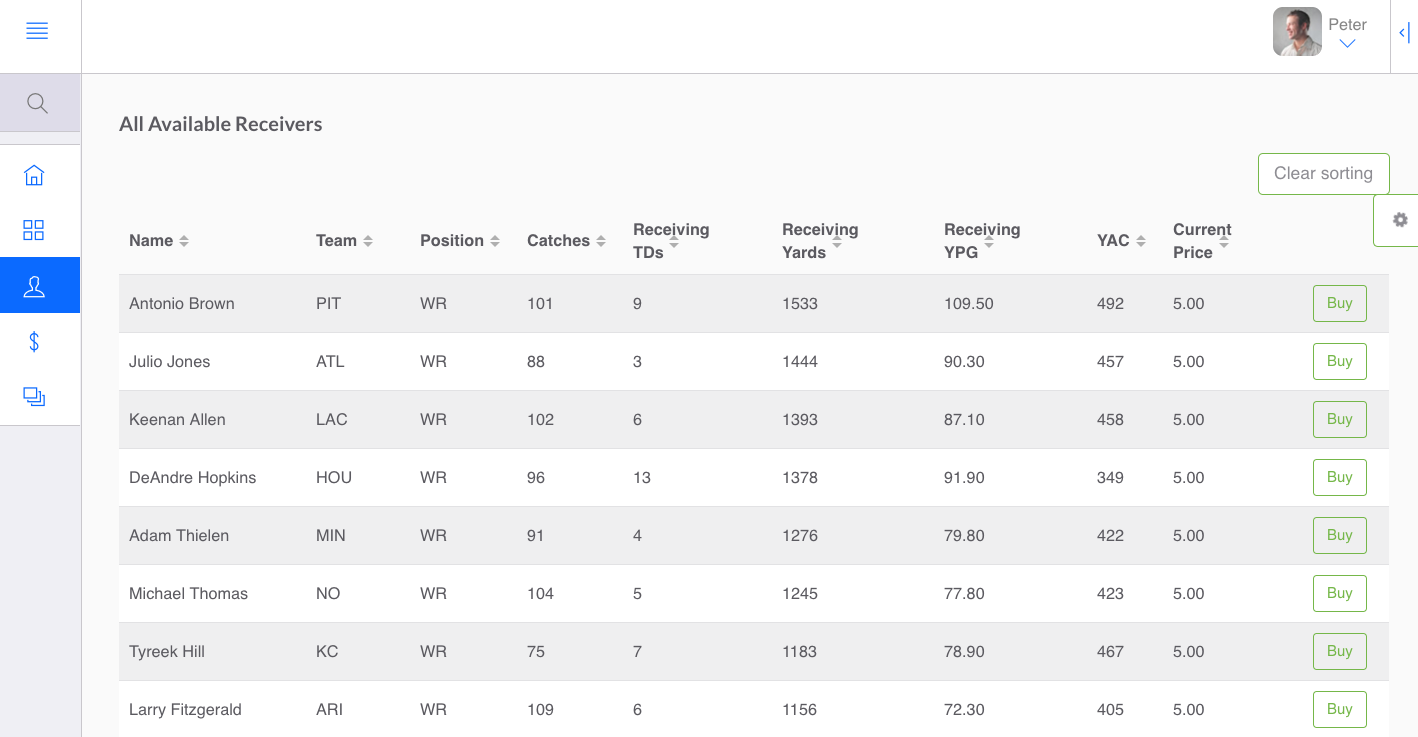 Peter
All Available Receivers
Clear sorting
Name Team Position Catches Receiving TDs Receiving Yards Receiving YPG YAC Current Price
Antonio Brown PIT WR 101 9 1533 109.50 492 5.00 Buy
Julio Jones ATL WR 88 3 1444 90.30 457 5.00 Buy
Keenan Allen LAC WR 102 6 1393 87.10 458 5.00 Buy
DeAndre Hopkins HOU WR 96 13 1378 91.90 349 5.00 Buy
Adam Thielen MIN WR 91 4 1276 79.80 422 5.00 Buy
Michael Thomas NO WR 104 5 1245 77.80 423 5.00 Buy
Tyreek Hill KC WR 75 7 1183 78.90 467 5.00 Buy
Larry Fitzgerald ARI WR 109 6 1156 72.30 405 5.00 Buy